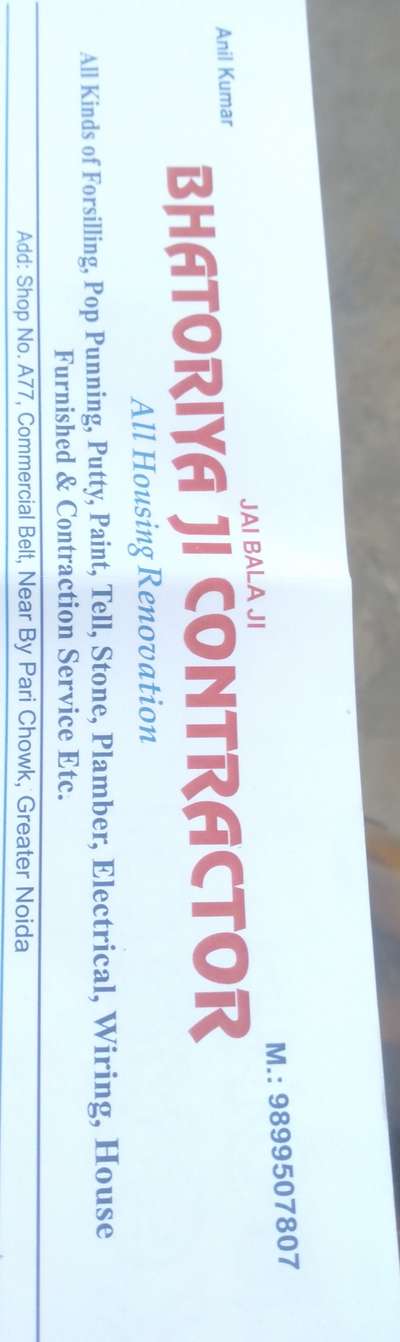 JAI BALA JI
Anil Kumar
M.: 9899507807
BHATORIYA JI CONTRACTOR
All Housing Renovation
All Kinds of Forsilling, Pop Punning, Putty, Paint, Tell, Stone, Plamber, Electrical, Wiring, House
Furnished & Contraction Service Etc.
Add: Shop No. A77, Commercial Belt, Near By Pari Chowk, Greater Noida